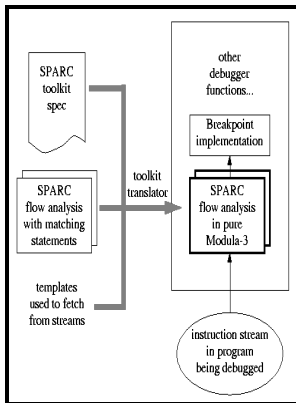 SPARC
toolkit
spec
SPARC
flow analysis
with matching
statements
templates
used to fetch
from streams
toolkit
translator
other
debugger
functions...
Breakpoint
implementation
SPARC
flow analysis
in pure
Modula-3
instruction stream
in program
being debugged